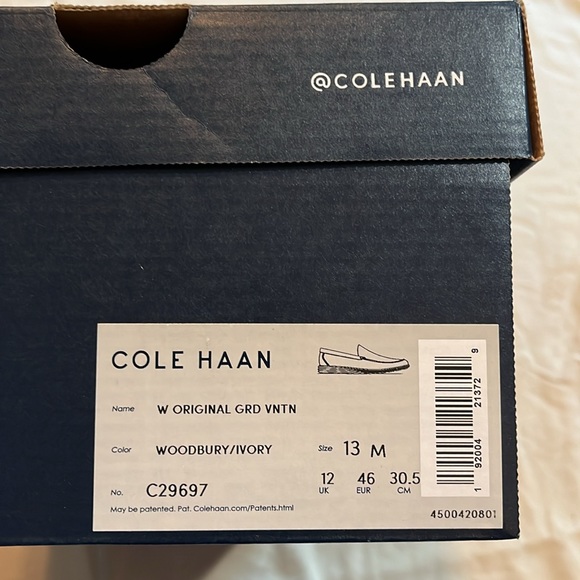 @COLEHAAN
COLE HAAN
Name W ORIGINAL GRD VNTN
Color WOODBURY/IVORY Size 13 M
No. C29697 12 UK 46 EUR 30.5 CM
May be patented. Pat. Colehaan.com/Patents.html
4500420801
1 92004 21372 9